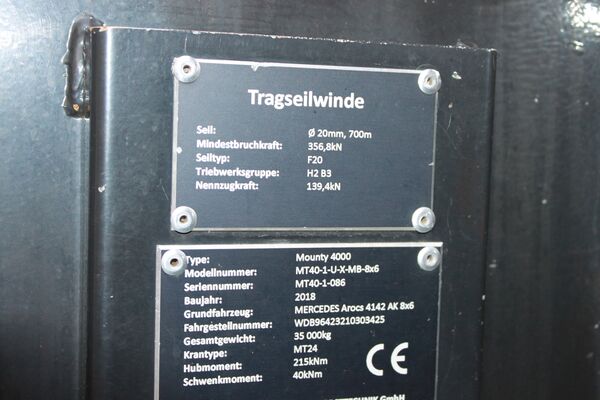 Tragseilwinde
Seil: Ø 20mm, 700m
Mindestbruchkraft: 356,8kN
Seiltyp: F20
Triebwerksgruppe: H2 B3
Nennzugkraft: 139,4kN
Type: Mounty 4000
Modellnummer: MT40-1-U-X-MB-8x6
Seriennummer: MT40-1-086
Baujahr: 2018
Grundfahrzeug: MERCEDES Arocs 4142 AK 8x6
Fahrgestellnummer: WDB96423210303425
Gesamtgewicht: 35 000kg
Krantype: MT24
Hubmoment: 215kNm
Schwenkmoment: 40kNm
CE
GmbH